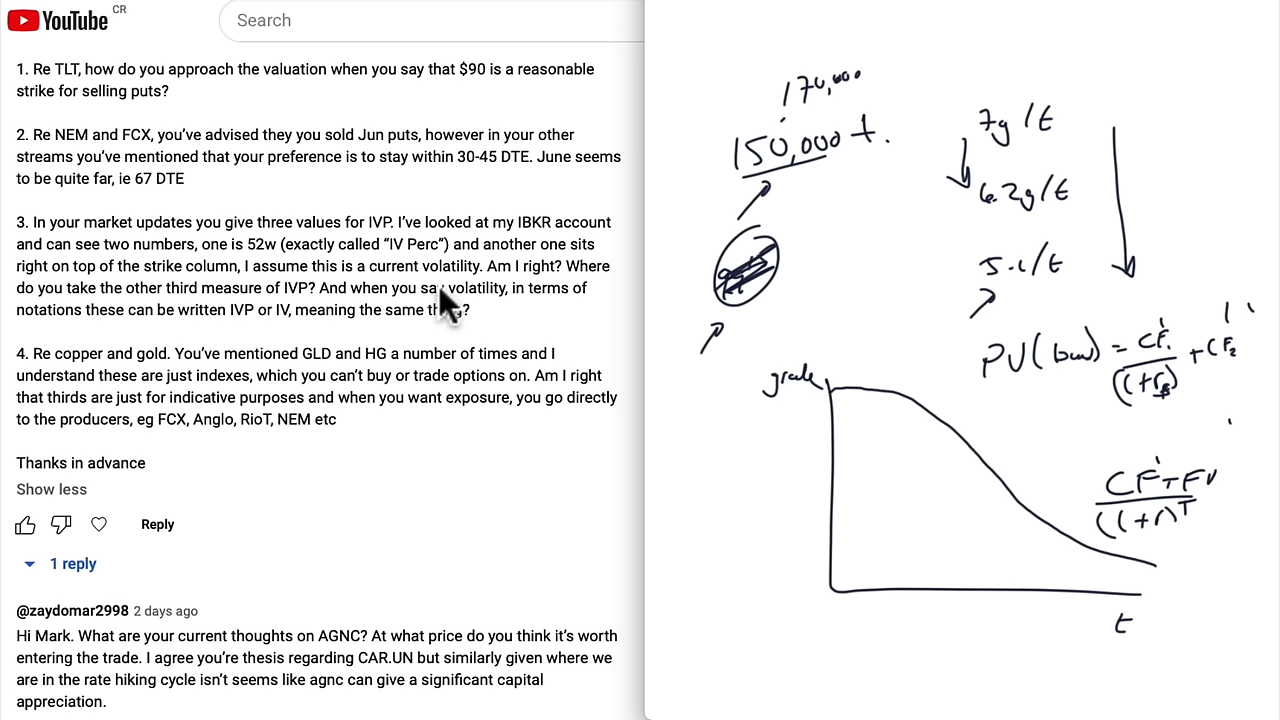 YouTube CR
Search
1. Re TLT, how do you approach the valuation when you say that $90 is a reasonable
strike for selling puts?
2. Re NEM and FCX, you've advised they you sold Jun puts, however in your other
streams you've mentioned that your preference is to stay within 30-45 DTE. June seems
to be quite far, ie 67 DTE
3. In your market updates you give three values for IVP. I've looked at my IBKR account
and can see two numbers, one is 52w (exactly called “IV Perc”) and another one sits
right on top of the strike column, I assume this is a current volatility. Am I right? Where
do you take the other third measure of IVP? And when you say volatility, in terms of
notations these can be written IVP or IV, meaning the same
4. Re copper and gold. You've mentioned GLD and HG a number of times and I
understand these are just indexes, which you can't buy or trade options on. Am I right
that thirds are just for indicative purposes and when you want exposure, you go directly
to the producers, eg FCX, Anglo, RioT, NEM etc
Thanks in advance
Show less
Reply
1 reply
@zaydomar2998 2 days ago
Hi Mark. What are your current thoughts on AGNC? At what price do you think it's worth
entering the trade. I agree you're thesis regarding CAR.UN but similarly given where we
are in the rate hiking cycle isn't seems like agnc can give a significant capital
appreciation.
170,000
150,000 t.
7g/t
6.2g/t
grade
t